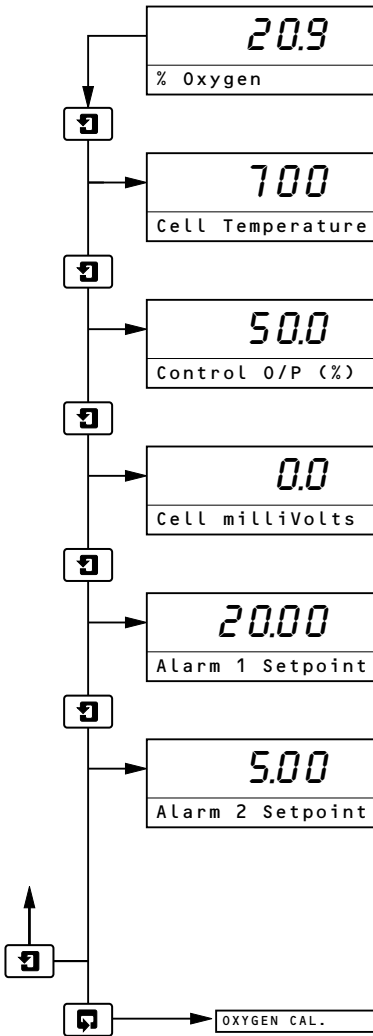 20.9
% Oxygen
700
Cell Temperature
50.0
Control O/P (%)
0.0
Cell milliVolts
20.00
Alarm 1 Setpoint
5.00
Alarm 2 Setpoint
OXYGEN CAL.